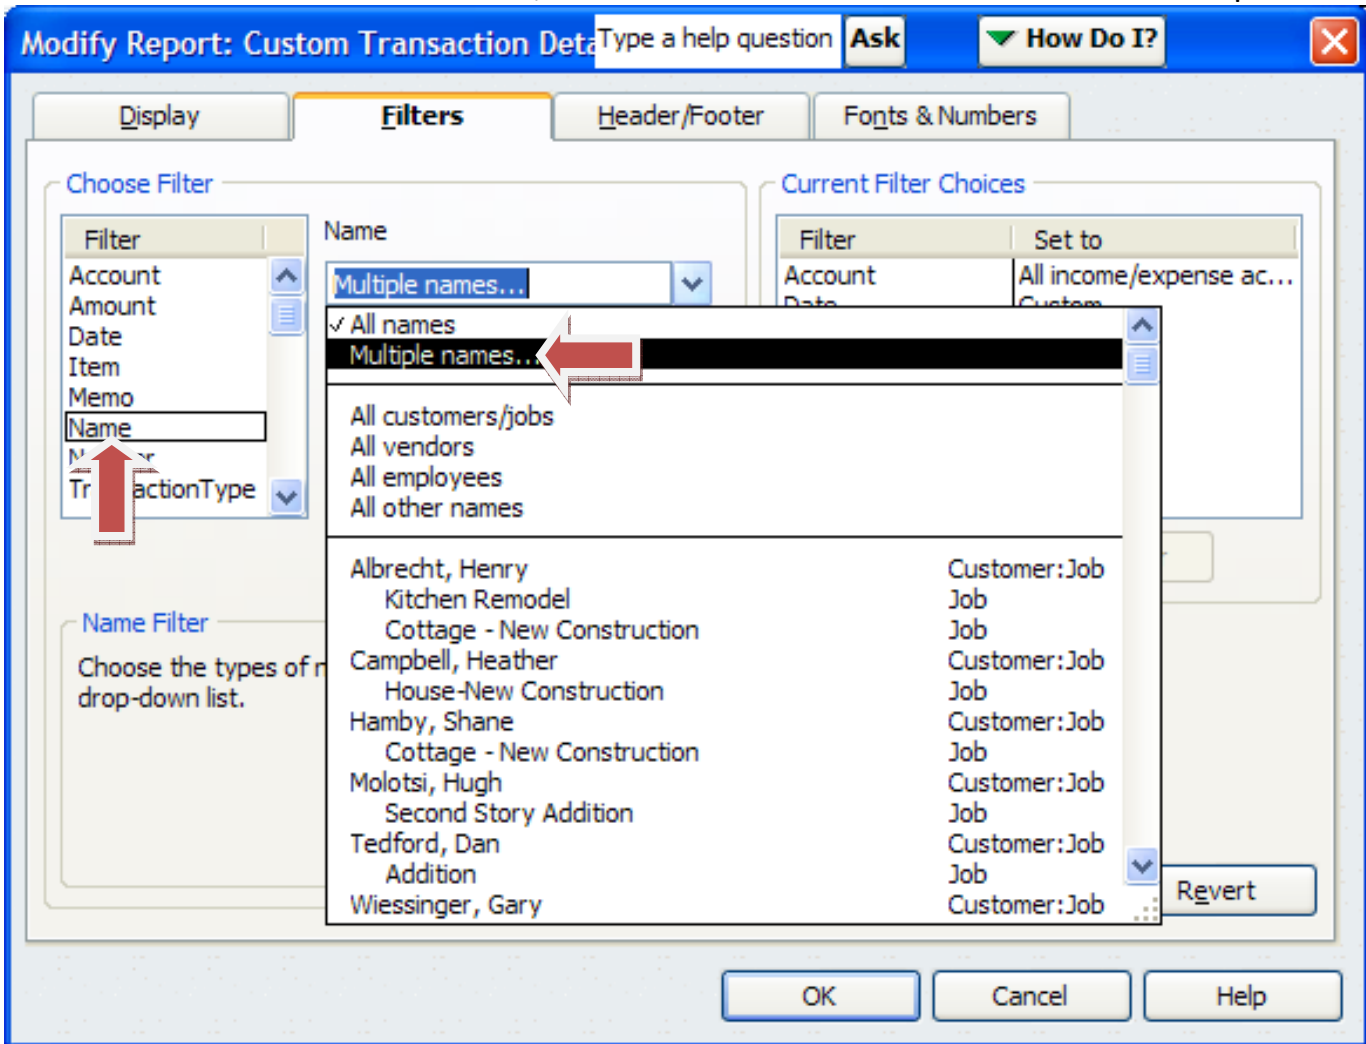 Modify Report: Custom Transaction Deta
Type a help question Ask How Do I?
Display Filters Header/Footer Fonts & Numbers
Choose Filter
Filter
Account
Amount
Date
Item
Memo
Name
TransactionType
Name
Multiple names...
✓ All names
Multiple names...
All customers/jobs
All vendors
All employees
All other names
Albrecht, Henry Customer:Job
Kitchen Remodel Job
Cottage - New Construction Job
Campbell, Heather Customer:Job
House-New Construction Job
Hamby, Shane Customer:Job
Cottage - New Construction Job
Molotsi, Hugh Customer:Job
Second Story Addition Job
Tedford, Dan Customer:Job
Addition Job
Wiessinger, Gary Customer:Job
Current Filter Choices
Filter Set to
Account All income/expense ac...
Date Custom
Name Filter
Choose the types of
drop-down list.
Revert
OK Cancel Help